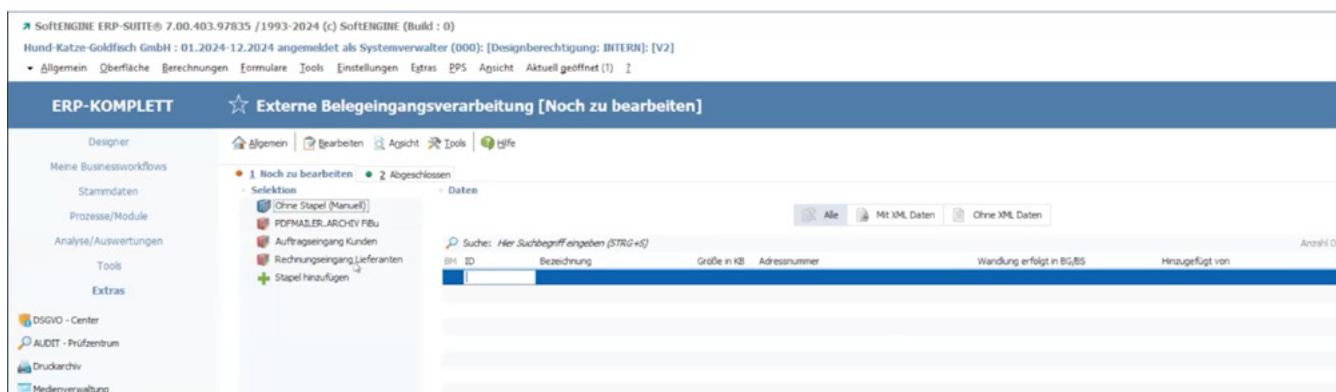 SoftENGINE ERP-SUITE® 7.00.403.97835 /1993-2024 (c) SoftENGINE (Build : 0)
Hund-Katze-Goldfisch GmbH : 01.2024-12.2024 angemeldet als Systemverwalter (000): [Designberechtigung: INTERN]: [V2]
Allgemein Oberfläche Berechnungen Formulare Tools Einstellungen Extras PPS Ansicht Aktuell geöffnet (1) ?
ERP-KOMPLETT
Externe Belegeingangsverarbeitung [Noch zu bearbeiten]
Designer
Meine Businessworkflows
Stammdaten
Prozesse/Module
Analyse/Auswertungen
Tools
Extras
DSGVO - Center
AUDIT - Prüfzentrum
Druckarchiv
Medienverwaltung
Allgemein Bearbeiten Ansicht Tools Hilfe
1 Noch zu bearbeiten 2 Abgeschlossen
Selektion
Ohne Stapel (Manuell)
PDFMAILER_ARCHIV FiBu
Auftragseingang Kunden
Rechnungseingang Lieferanten
Stapel hinzufügen
Daten
Alle Mit XML Daten Ohne XML Daten
Suche: Hier Suchbegriff eingeben (STRG+S) Anzahl D
BM ID Bezeichnung Größe in KB Adressnummer Wandlung erfolgt in BG/BS Hinzugefügt von